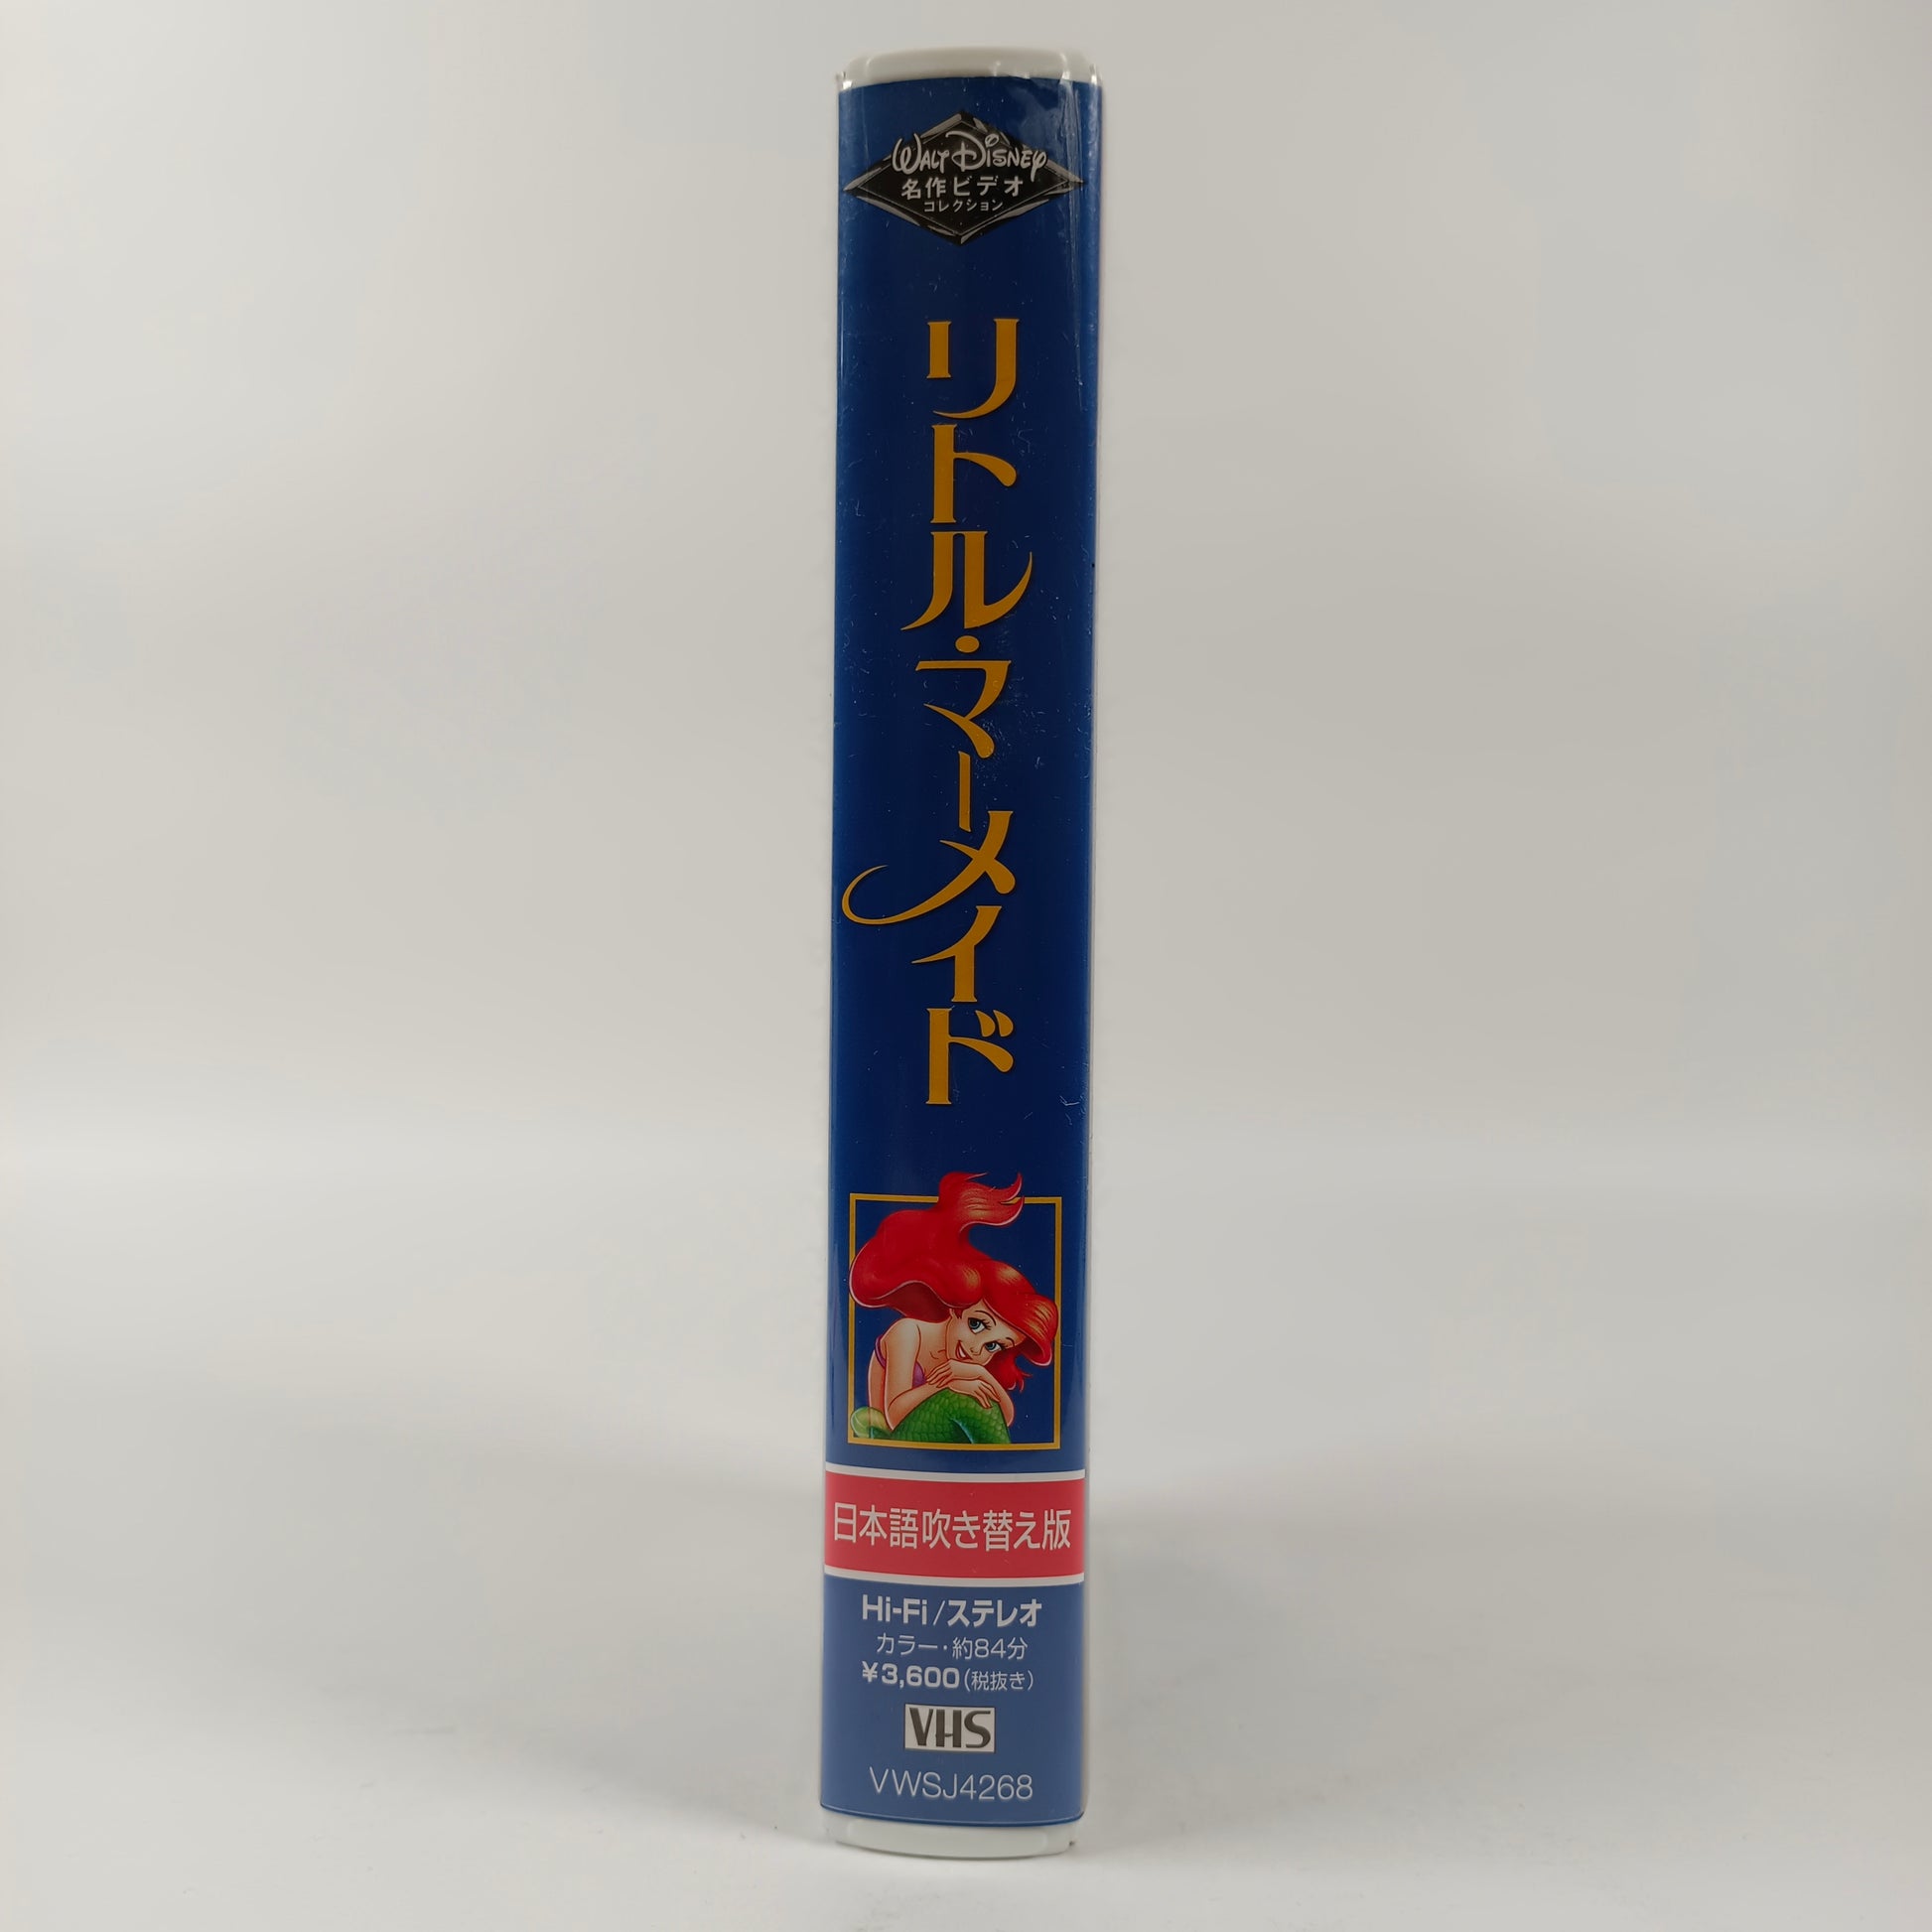 WALT DISNEY
名作ビデオ
コレクション
リトル・マーメイド
日本語吹き替え版
Hi-Fi/ステレオ
カラー・約84分
¥3,600(税抜き)
VHS
VWSJ4268